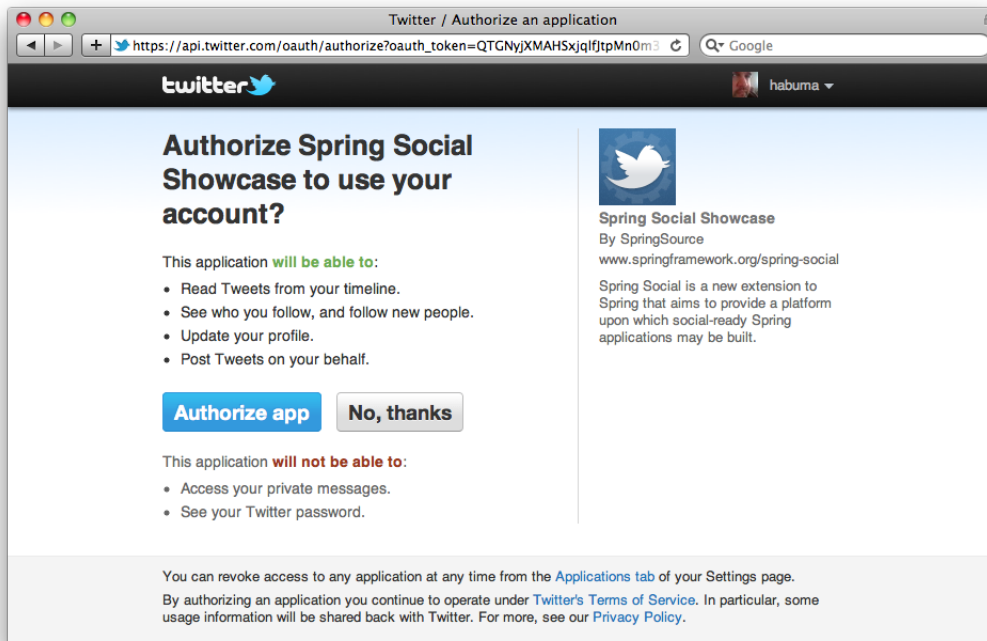 Twitter / Authorize an application
https://api.twitter.com/oauth/authorize?oauth_token=QTGNyjXMAHSxjqIfJtpMn0m3
Google
twitter
habuma
Authorize Spring Social
Showcase to use your
account?
This application will be able to:
• Read Tweets from your timeline.
• See who you follow, and follow new people.
• Update your profile.
• Post Tweets on your behalf.
Authorize app
No, thanks
This application will not be able to:
• Access your private messages.
• See your Twitter password.
Spring Social Showcase
By SpringSource
www.springframework.org/spring-social
Spring Social is a new extension to
Spring that aims to provide a platform
upon which social-ready Spring
applications may be built.
You can revoke access to any application at any time from the Applications tab of your Settings page.
By authorizing an application you continue to operate under Twitter's Terms of Service. In particular, some
usage information will be shared back with Twitter. For more, see our Privacy Policy.